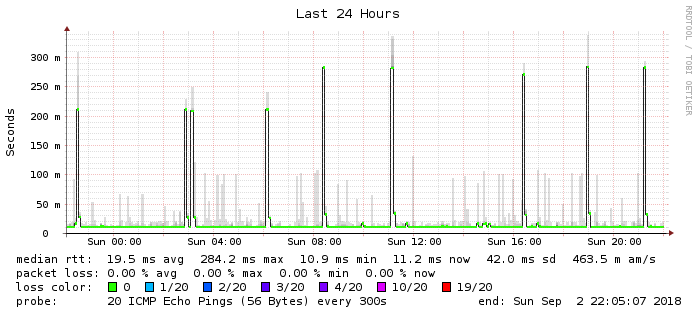 Last 24 Hours
RRDTOOL / TOBI OETIKER
Seconds
300 m
250 m
200 m
150 m
100 m
50 m
0
Sun 00:00 Sun 04:00 Sun 08:00 Sun 12:00 Sun 16:00 Sun 20:00
median rtt: 19.5 ms avg 284.2 ms max 10.9 ms min 11.2 ms now 42.0 ms sd 463.5 m am/s
packet loss: 0.00 % avg 0.00 % max 0.00 % min 0.00 % now
loss color: 0 1/20 2/20 3/20 4/20 10/20 19/20
probe: 20 ICMP Echo Pings (56 Bytes) every 300s end: Sun Sep 2 22:05:07 2018